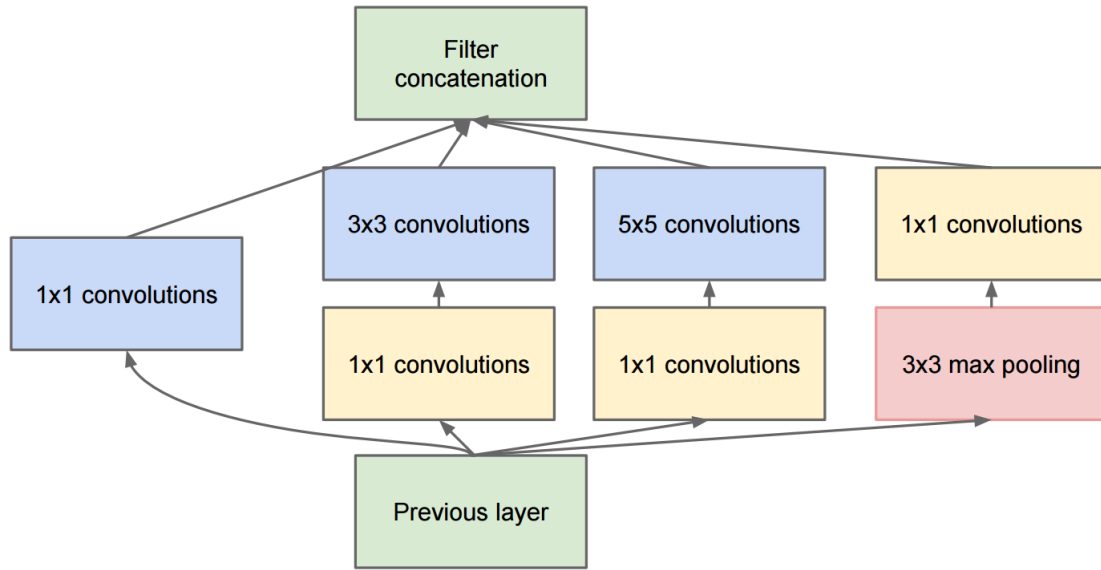 Filter
concatenation
3x3 convolutions
5x5 convolutions
1x1 convolutions
1x1 convolutions
1x1 convolutions
1x1 convolutions
3x3 max pooling
Previous layer